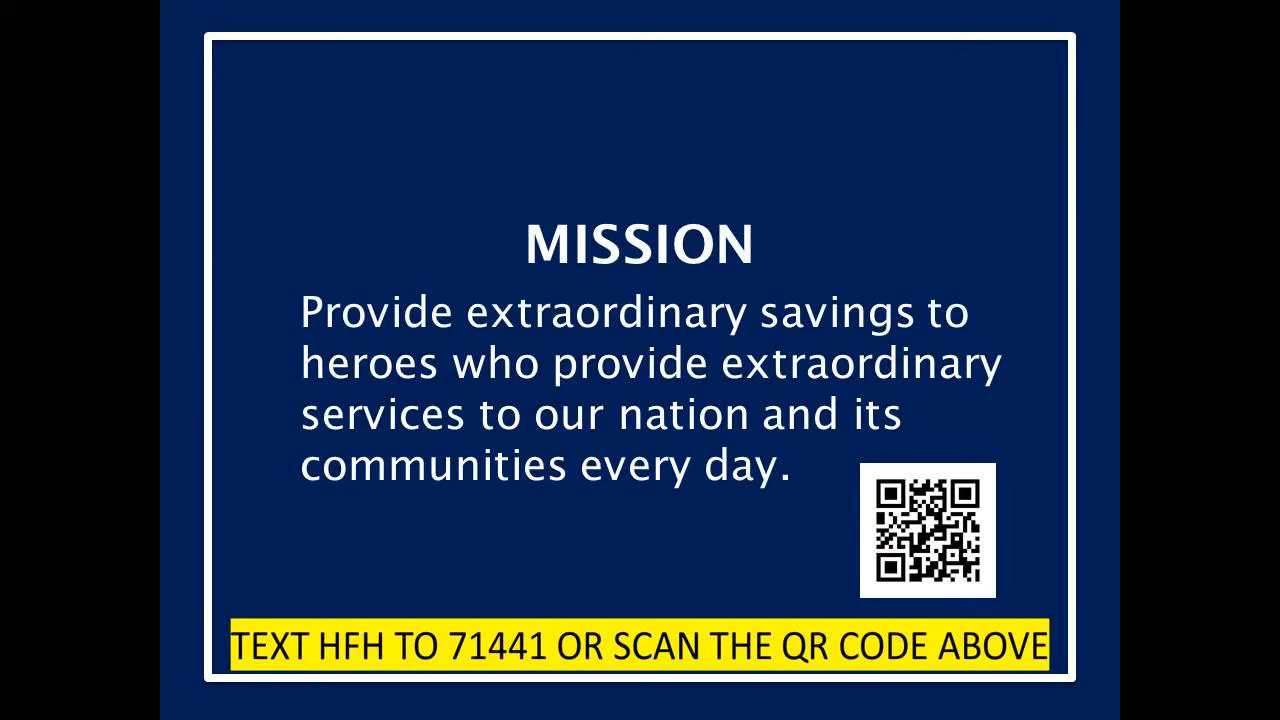 MISSION
Provide extraordinary savings to
heroes who provide extraordinary
services to our nation and its
communities every day.
TEXT HFH TO 71441 OR SCAN THE QR CODE ABOVE